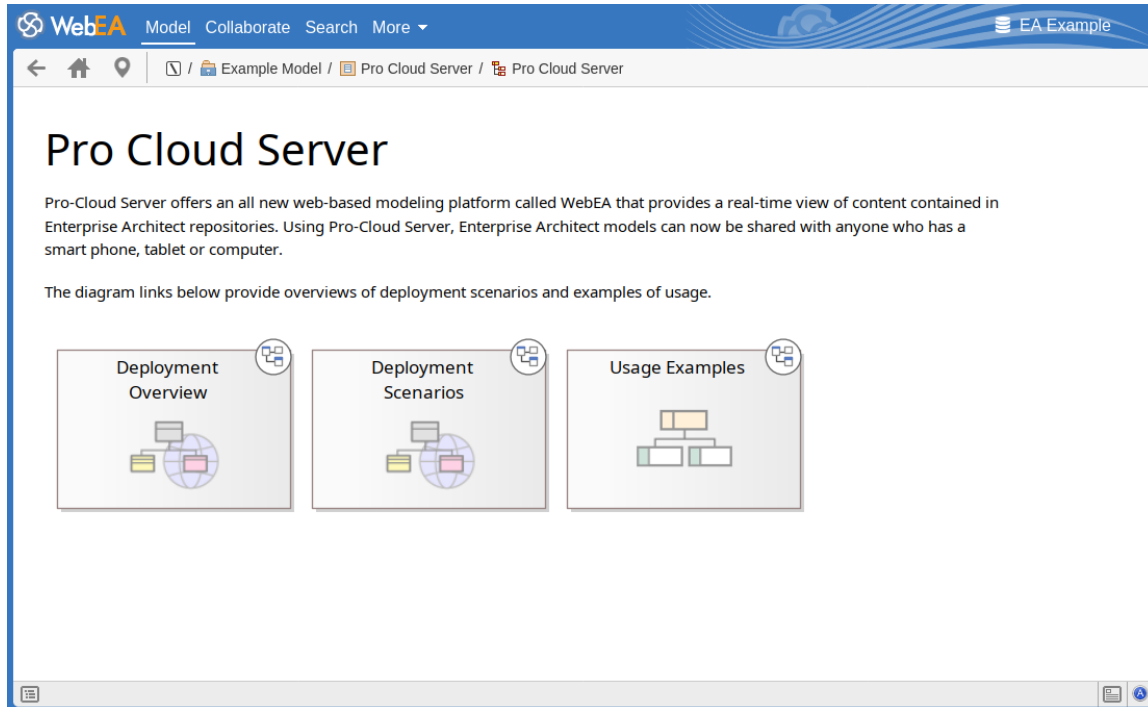 WebEA Model Collaborate Search More EA Example
/ Example Model / Pro Cloud Server / Pro Cloud Server
Pro Cloud Server
Pro-Cloud Server offers an all new web-based modeling platform called WebEA that provides a real-time view of content contained in
Enterprise Architect repositories. Using Pro-Cloud Server, Enterprise Architect models can now be shared with anyone who has a
smart phone, tablet or computer.
The diagram links below provide overviews of deployment scenarios and examples of usage.
Deployment
Overview
Deployment
Scenarios
Usage Examples
A